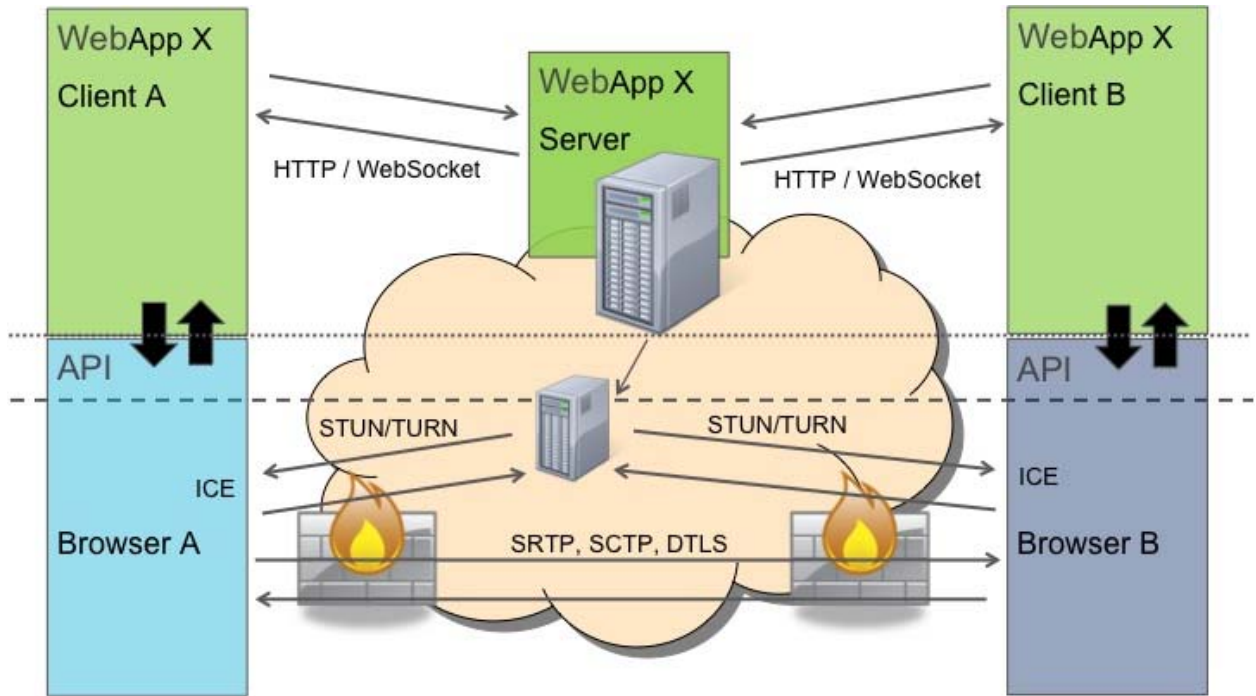 WebApp X
Client A
HTTP / WebSocket
WebApp X
Server
WebApp X
Client B
HTTP / WebSocket
API
API
STUN/TURN
STUN/TURN
ICE
ICE
Browser A
SRTP, SCTP, DTLS
Browser B